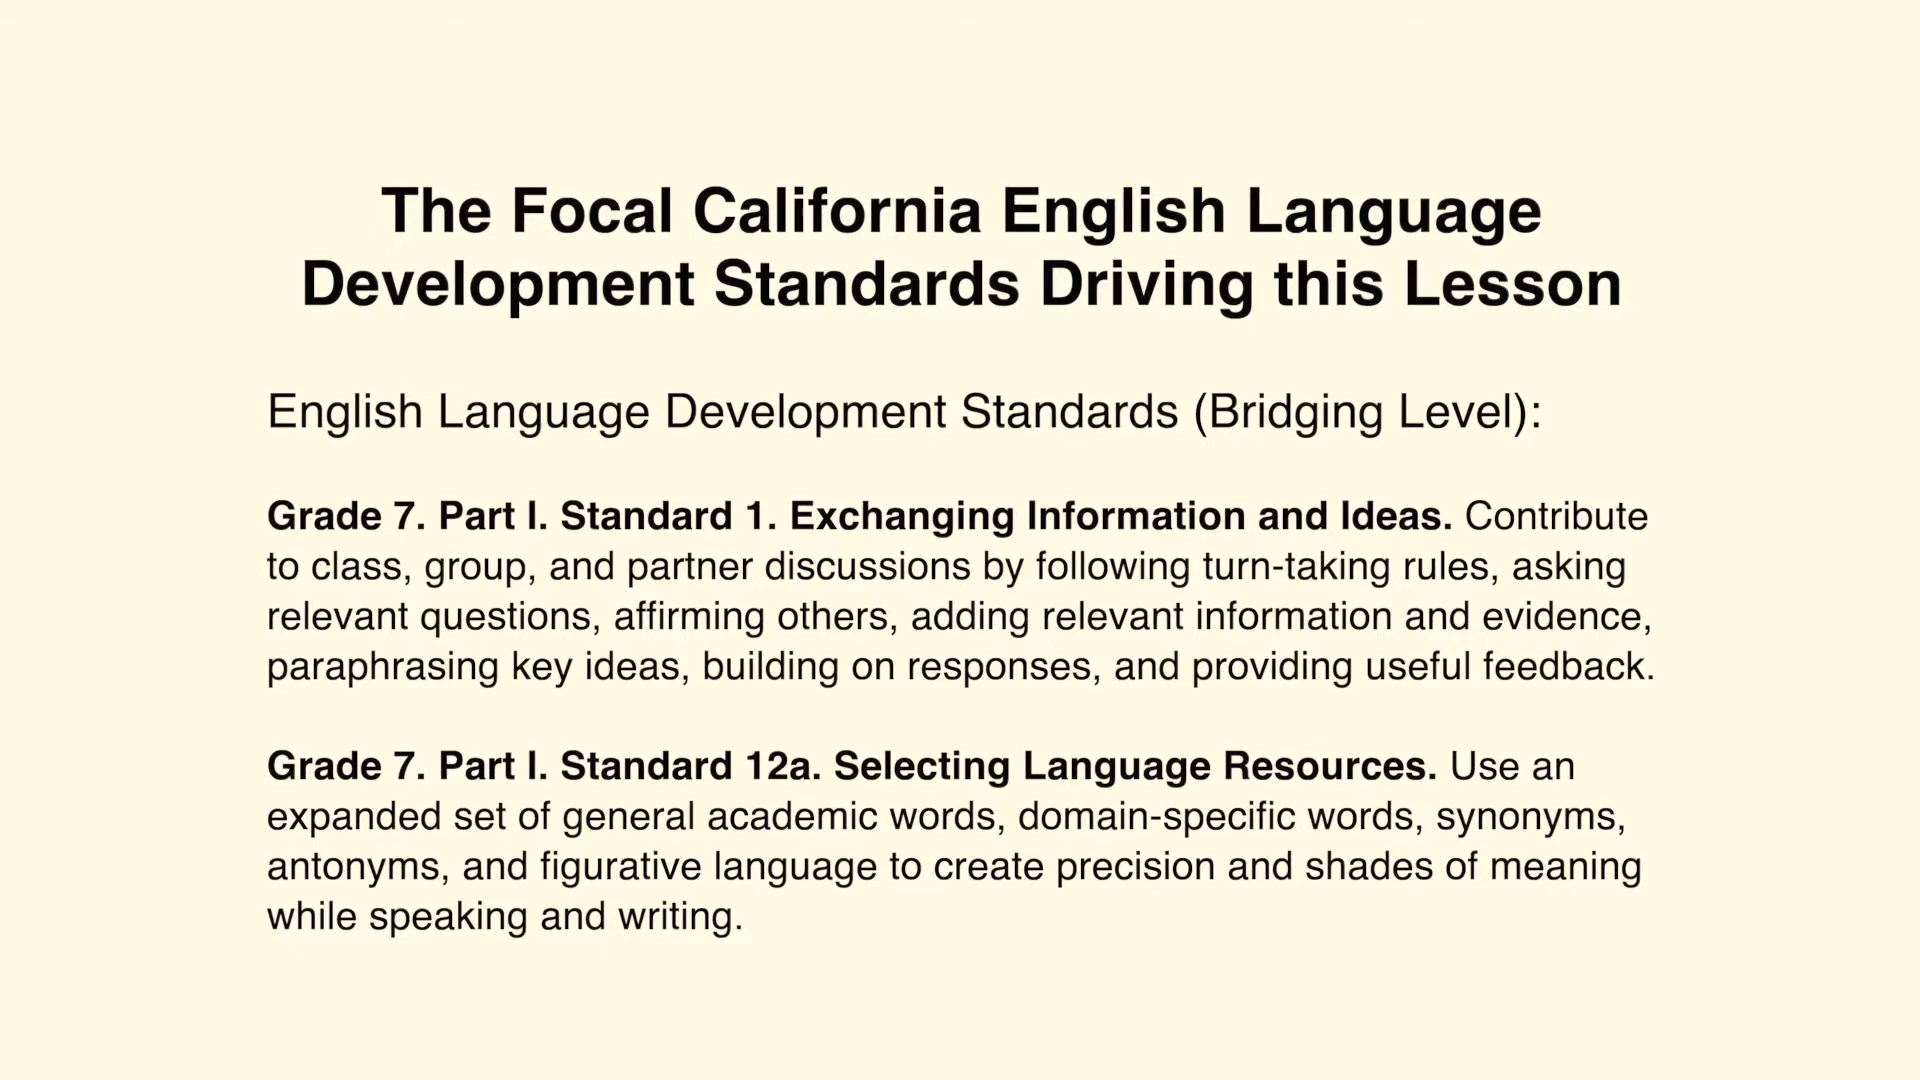 The Focal California English Language
Development Standards Driving this Lesson
English Language Development Standards (Bridging Level):
Grade 7. Part I. Standard 1. Exchanging Information and Ideas. Contribute
to class, group, and partner discussions by following turn-taking rules, asking
relevant questions, affirming others, adding relevant information and evidence,
paraphrasing key ideas, building on responses, and providing useful feedback.
Grade 7. Part I. Standard 12a. Selecting Language Resources. Use an
expanded set of general academic words, domain-specific words, synonyms,
antonyms, and figurative language to create precision and shades of meaning
while speaking and writing.